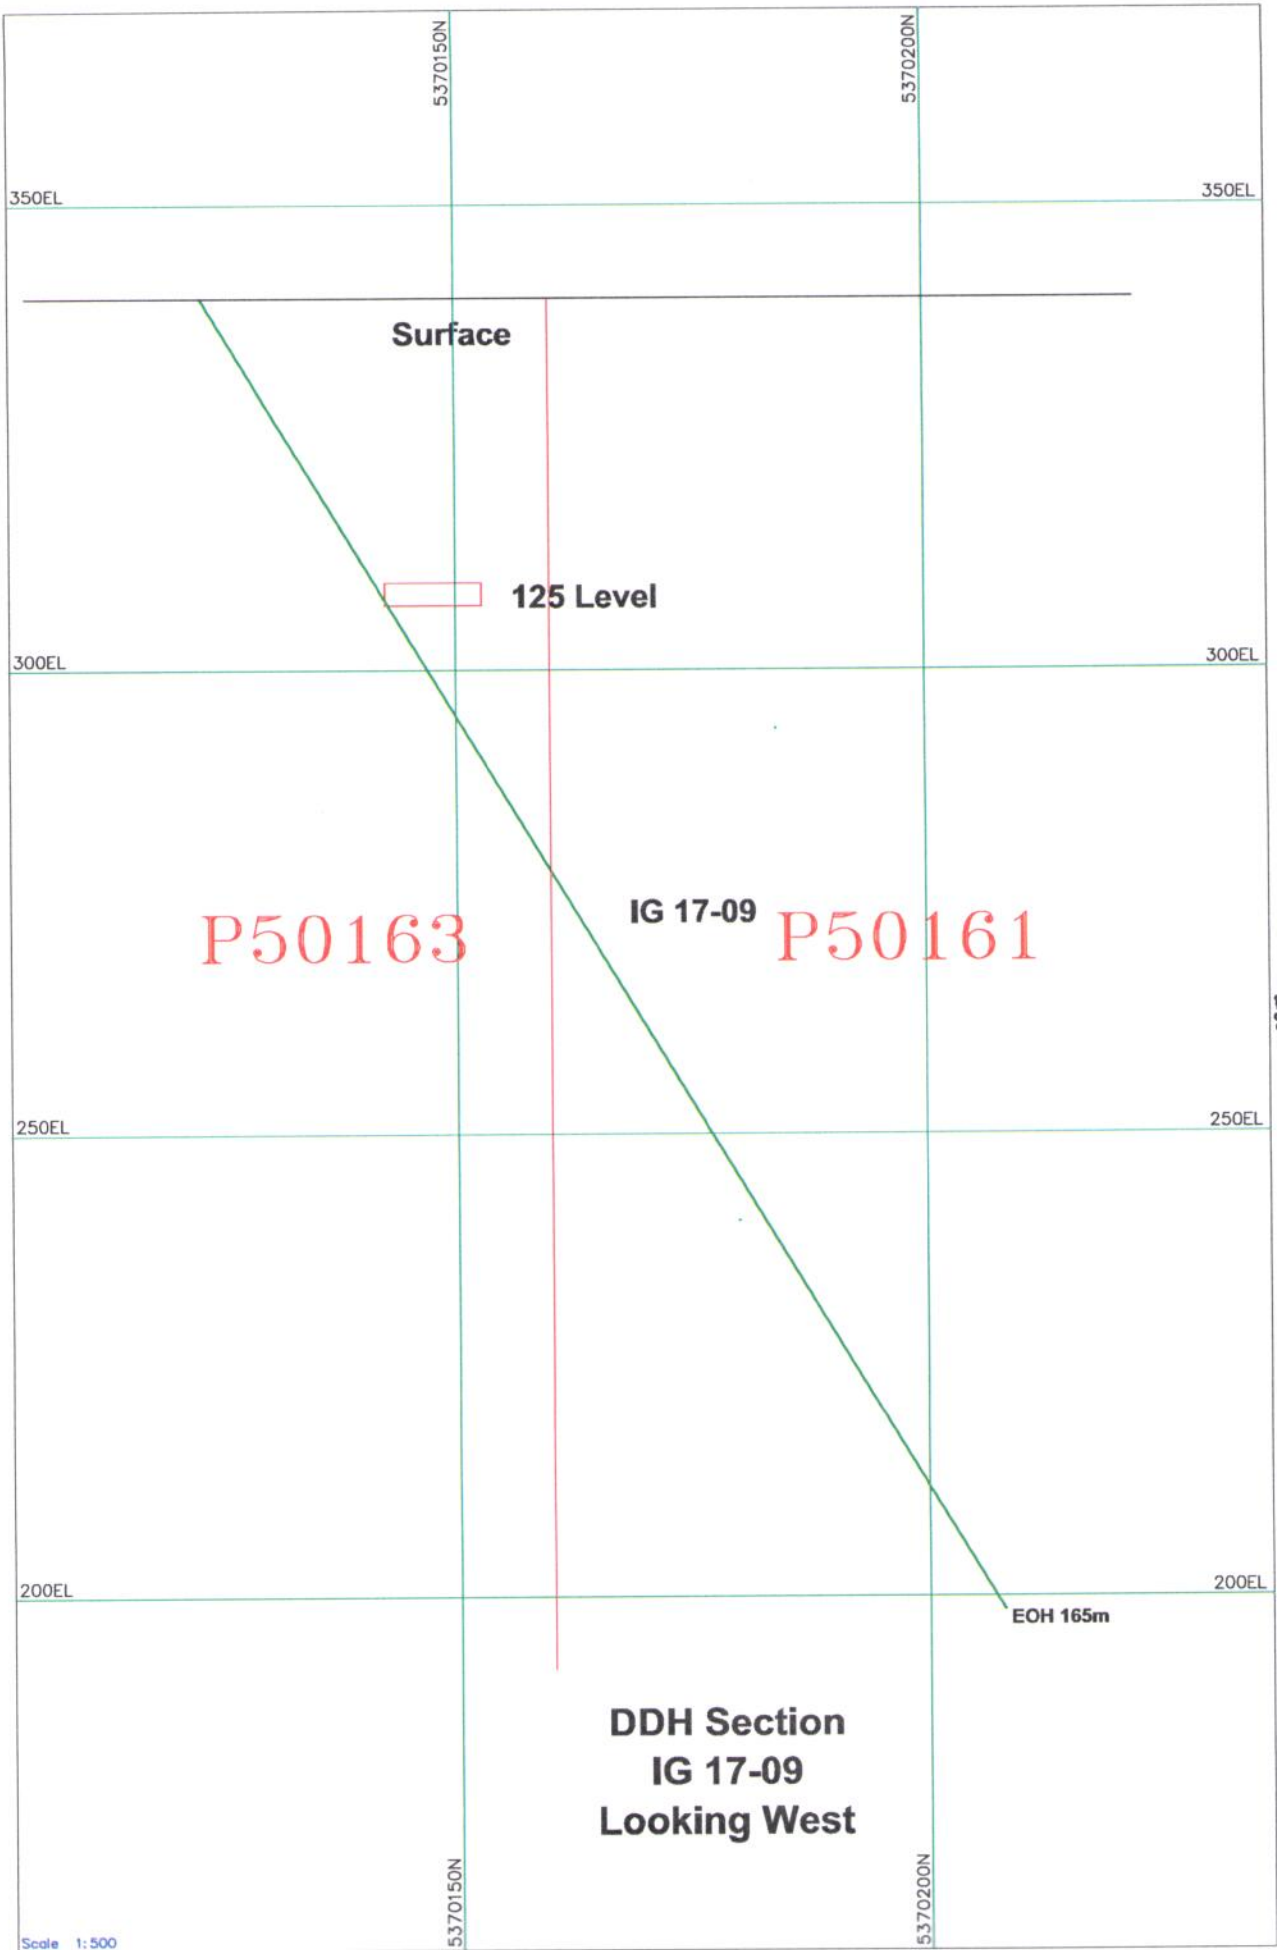 5370150N
5370200N
350EL
350EL
Surface
125 Level
300EL
300EL
IG 17-09
P50163
P50161
250EL
250EL
200EL
200EL
EOH 165m
DDH Section
IG 17-09
Looking West
5370150N
5370200N
Scale 1:500